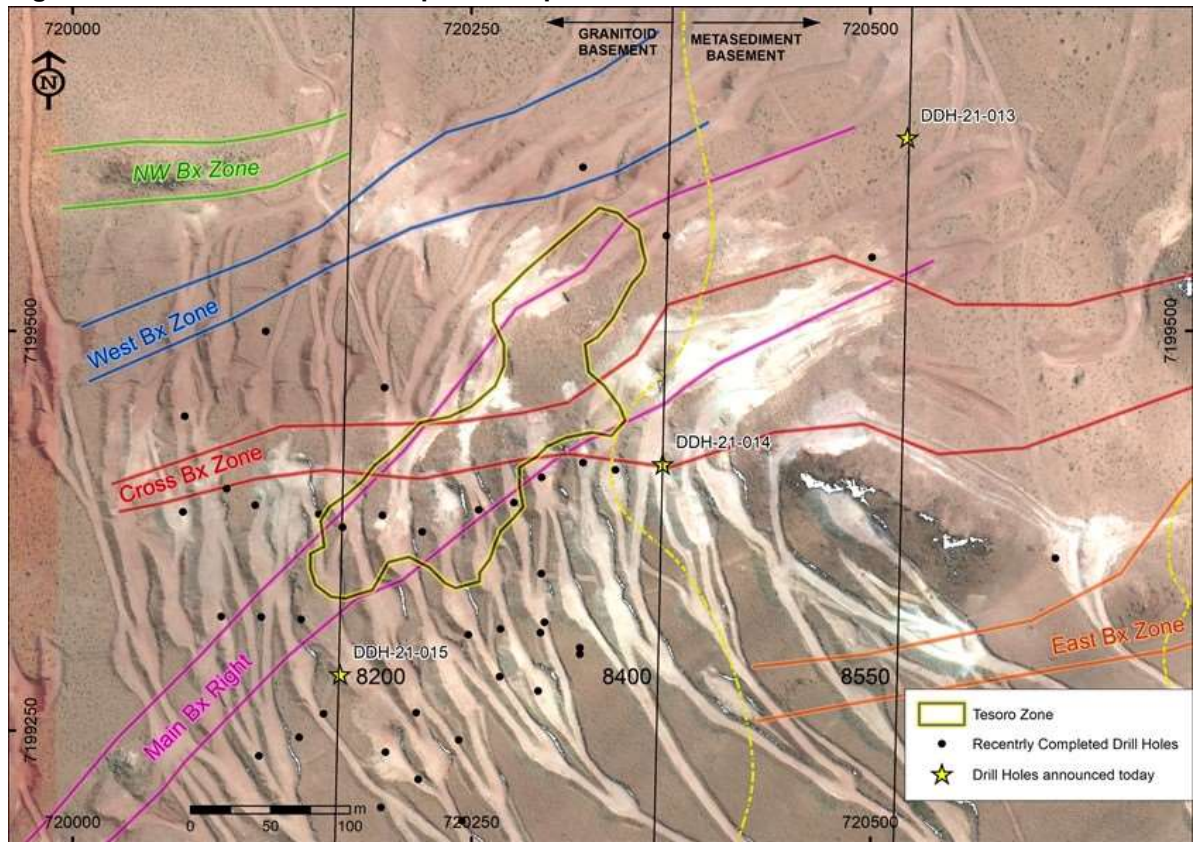 720000
720250
720500
GRANITOID
BASEMENT
METASEDIMENT
BASEMENT
N
DDH-21-013
NW Bx Zone
7199500
7199500
West Bx Zone
Cross Bx Zone
DDH-21-014
East Bx Zone
DDH-21-015
8200
8400
8550
Main Bx Right
7199250
Tesoro Zone
Recenrtly Completed Drill Holes
Drill Holes announced today
m
0
50
100
720000
720250
720500